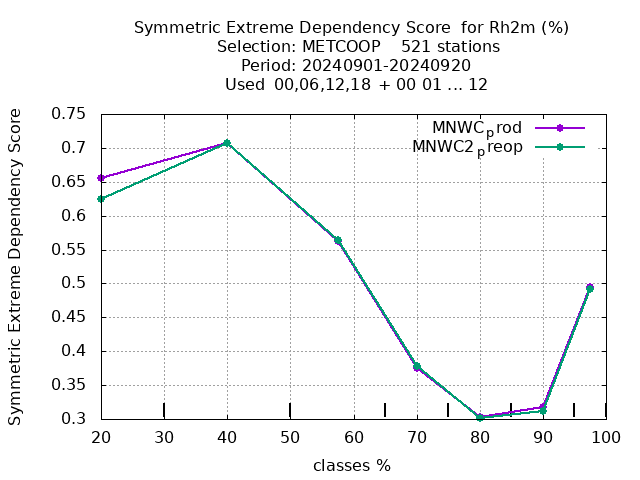 Symmetric Extreme Dependency Score for Rh2m (%)
Selection: METCOOP 521 stations
Period: 20240901-20240920
Used 00,06,12,18 + 00 01 ... 12
MNWC_prod
MNWC2_preop
Symmetric Extreme Dependency Score
0.75
0.7
0.65
0.6
0.55
0.5
0.45
0.4
0.35
0.3
20 30 40 50 60 70 80 90 100
classes %